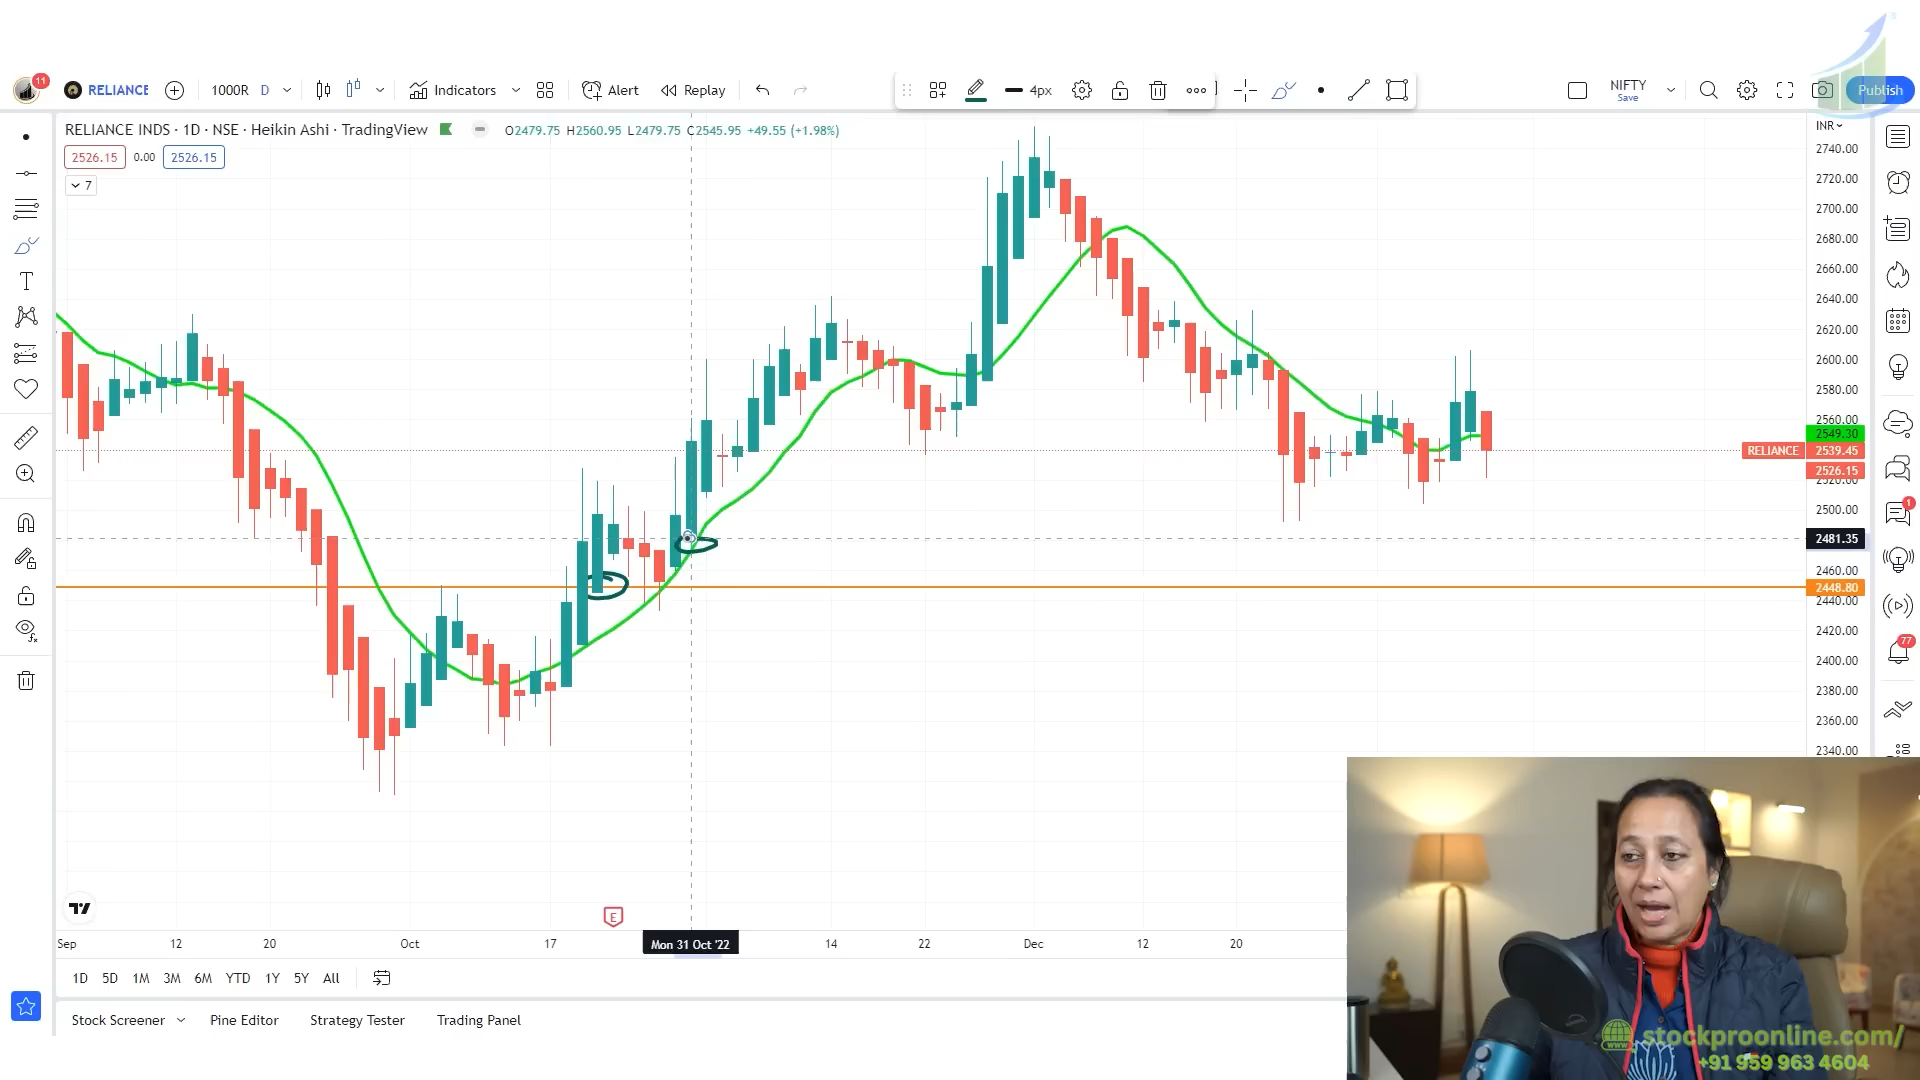 11
RELIANCE
1000R
D
Indicators
Alert
Replay
4px
NIFTY
Save
Publish
RELIANCE INDS · 1D · NSE · Heikin Ashi · TradingView
O2479.75 H2560.95 L2479.75 C2545.95 +49.55 (+1.98%)
INR
2526.15
0.00
2526.15
7
2740.00
2720.00
2700.00
2680.00
2660.00
2640.00
2620.00
2600.00
2580.00
2560.00
2549.30
RELIANCE 2539.45
2526.15
2520.00
2500.00
1
2481.35
2460.00
2448.80
2440.00
2420.00
77
2400.00
2380.00
2360.00
2340.00
E
Sep
12
20
Oct
17
Mon 31 Oct '22
14
22
Dec
12
20
1D
5D
1M
3M
6M
YTD
1Y
5Y
All
Stock Screener
Pine Editor
Strategy Tester
Trading Panel
stockproonline.com/
+91 959 963 4604